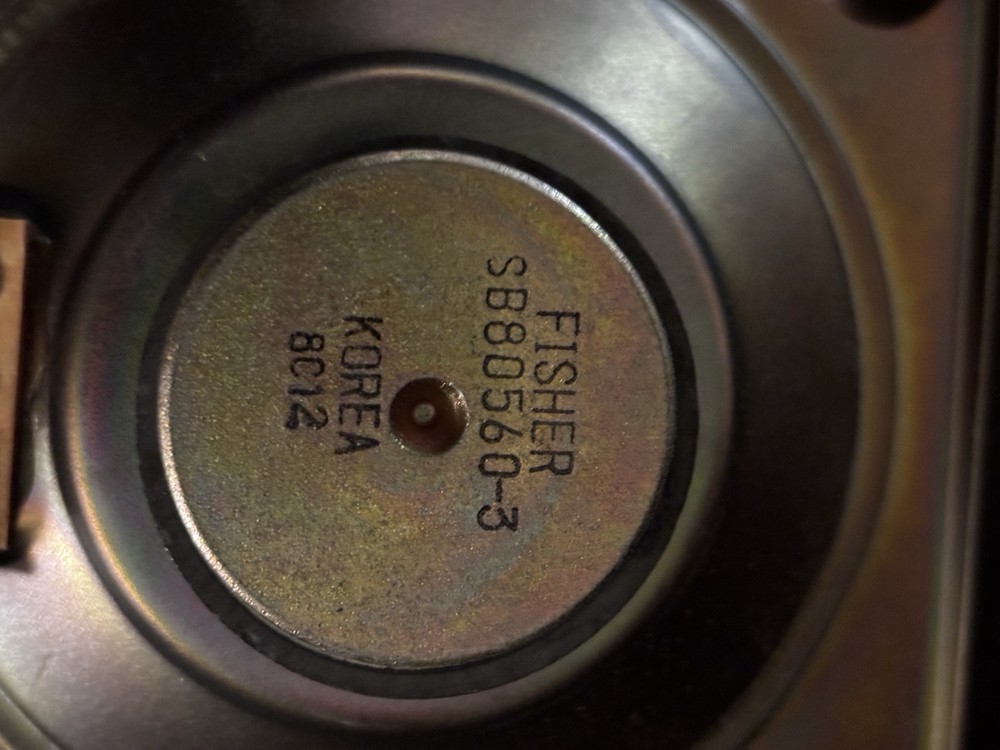 FISHER
SB80560-3
KOREA
8C12